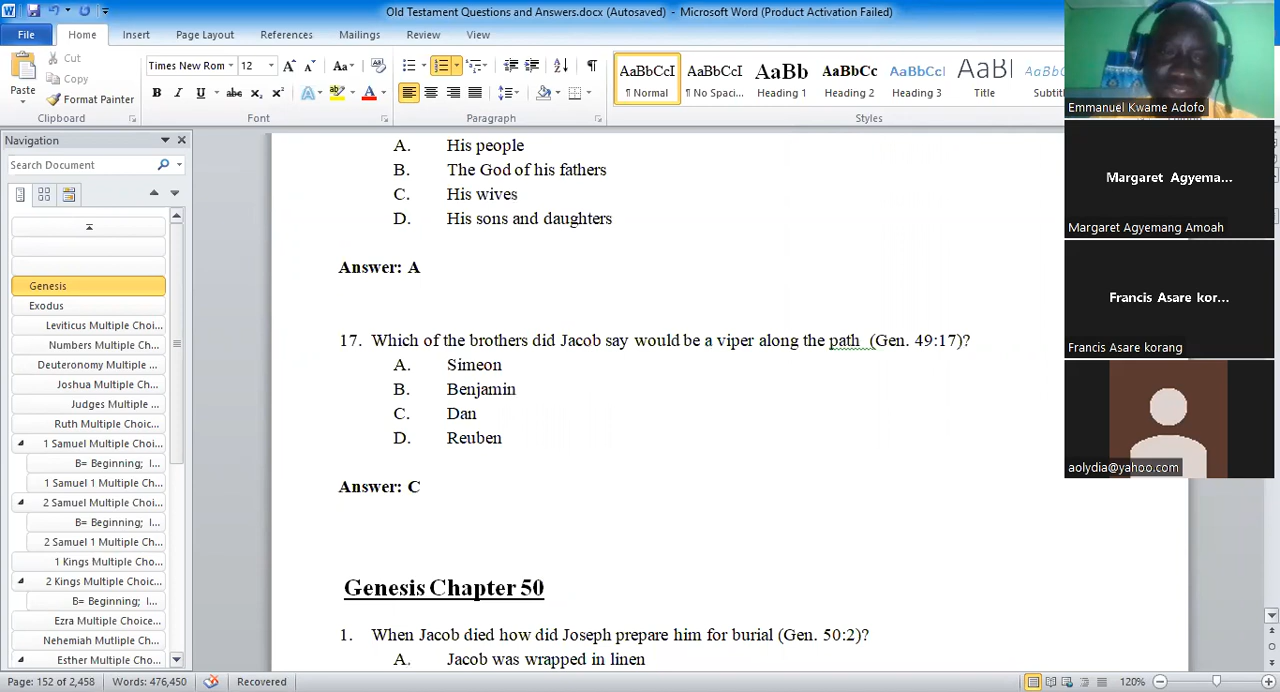 Old Testament Questions and Answers.docx (Autosaved) - Microsoft Word (Product Activation Failed)
File Home Insert Page Layout References Mailings Review View
Cut
Copy
Paste
Format Painter
Clipboard
Times New Rom 12
Font
Paragraph
AaBbCcI AaBbCcI AaBb AaBbCc AaBbCcI AaBl AaBbCc
¶ Normal ¶ No Spaci... Heading 1 Heading 2 Heading 3 Title Subtitl
Styles
Navigation
Search Document
Genesis
Exodus
Leviticus Multiple Choi...
Numbers Multiple Ch...
Deuteronomy Multiple ...
Joshua Multiple Ch...
Judges Multiple ...
Ruth Multiple Choic...
1 Samuel Multiple Choi...
B= Beginning; I...
1 Samuel 1 Multiple Ch...
2 Samuel Multiple Choi...
B= Beginning; I...
2 Samuel 1 Multiple Ch...
1 Kings Multiple Cho...
2 Kings Multiple Choic...
B= Beginning; I...
Ezra Multiple Choice...
Nehemiah Mutliple Ch...
Esther Multiple Cho...
A. His people
B. The God of his fathers
C. His wives
D. His sons and daughters
Answer: A
17. Which of the brothers did Jacob say would be a viper along the path (Gen. 49:17)?
A. Simeon
B. Benjamin
C. Dan
D. Reuben
Answer: C
Genesis Chapter 50
1. When Jacob died how did Joseph prepare him for burial (Gen. 50:2)?
A. Jacob was wrapped in linen
Emmanuel Kwame Adofo
Margaret Agyema...
Margaret Agyemang Amoah
Francis Asare kor...
Francis Asare korang
aolydia@yahoo.com
Page: 152 of 2,458 Words: 476,450 Recovered 120%